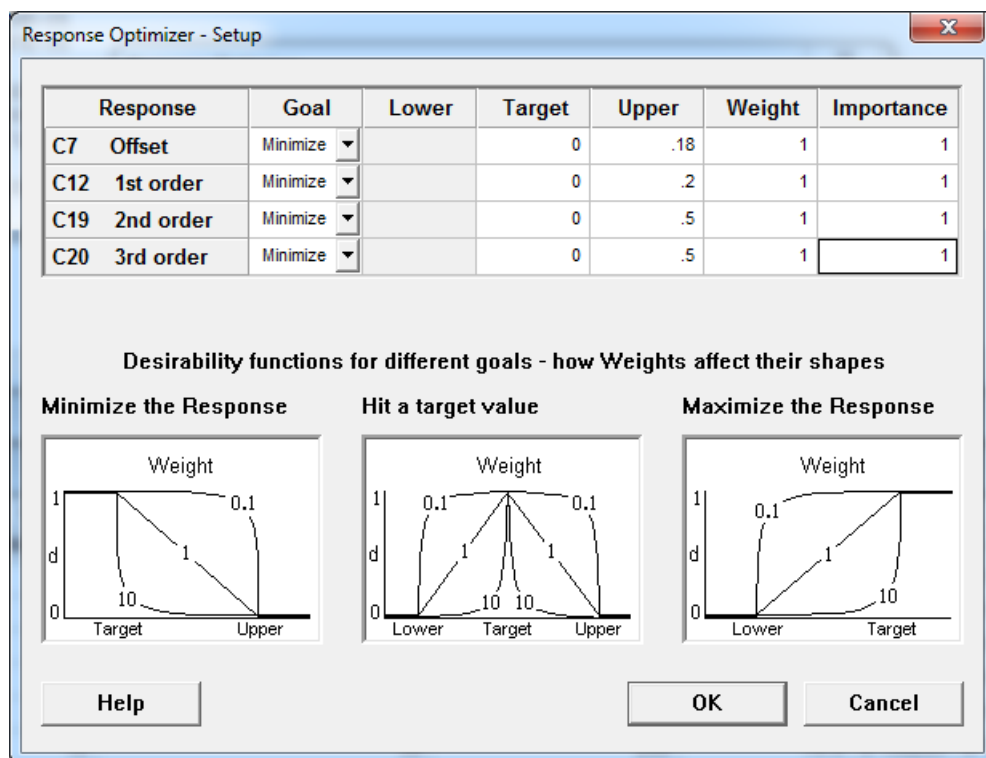 Response Optimizer - Setup
X
Response Goal Lower Target Upper Weight Importance
C7 Offset Minimize 0 .18 1 1
C12 1st order Minimize 0 .2 1 1
C19 2nd order Minimize 0 .5 1 1
C20 3rd order Minimize 0 .5 1 1
Desirability functions for different goals - how Weights affect their shapes
Minimize the Response Hit a target value Maximize the Response
Weight
1
0.1
d
1
10
0
Target Upper
Weight
1
0.1 0.1
d
1 1
10 10
0
Lower Target Upper
Weight
1
0.1
d
1
10
0
Lower Target
Help OK Cancel